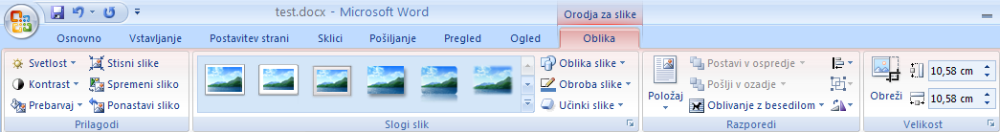 test.docx - Microsoft Word
Orodja za slike
Osnovno Vstavljanje Postavitev strani Sklici Pošiljanje Pregled Ogled Oblika
Svetlost
Kontrast
Prebarvaj
Stisni slike
Spremeni sliko
Ponastavi sliko
Prilagodi
Oblika slike
Obroba slike
Učinki slike
Slogi slik
Položaj
Postavi v ospredje
Pošlji v ozadje
Oblivanje z besedilom
Razporedi
Obreži
10,58 cm
10,58 cm
Velikost